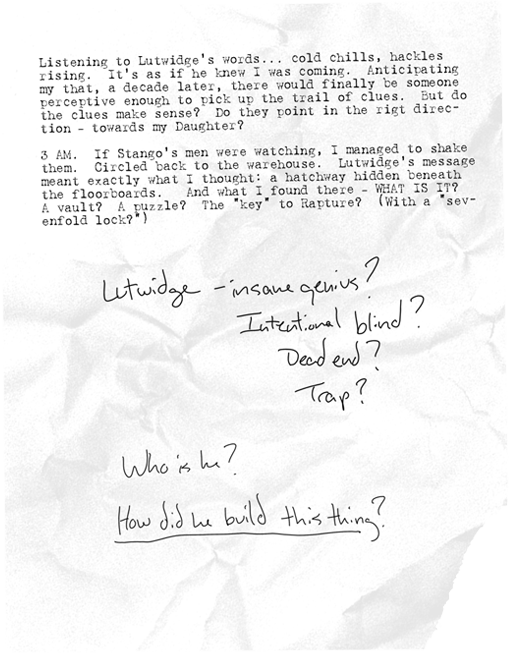 Listening to Lutwidge's words... cold chills, hackles
rising.  It's as if he knew I was coming.  Anticipating
my that, a decade later, there would finally be someone
perceptive enough to pick up the trail of clues.  But do
the clues make sense?  Do they point in the rigt direc-
tion - towards my Daughter?
3 AM.  If Stango's men were watching, I managed to shake
them.  Circled back to the warehouse.  Lutwidge's message
meant exactly what I thought: a hatchway hidden beneath
the floorboards.   And what I found there - WHAT IS IT?
A vault?  A puzzle?  The "key" to Rapture?  (With a "sev-
enfold lock?")
Lutwidge - insane genius?
Intentional blind?
Dead end?
Trap?
Who is he?
How did he build this thing?